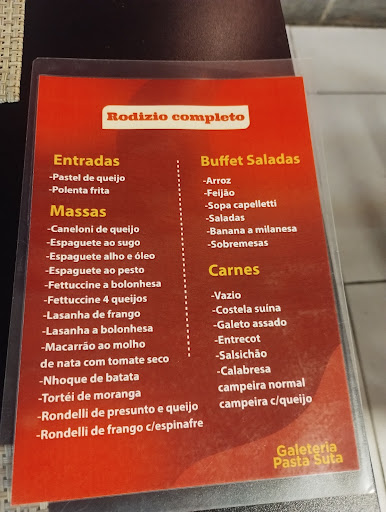 Rodizio completo
Entradas
-Pastel de queijo
-Polenta frita
Massas
-Caneloni de queijo
-Espaguete ao sugo
-Espaguete alho e óleo
-Espaguete ao pesto
-Fettuccine a bolonhesa
-Fettuccine 4 queijos
-Lasanha de frango
-Lasanha a bolonhesa
-Macarrão ao molho
de nata com tomate seco
-Nhoque de batata
-Tortéi de moranga
-Rondelli de presunto e queijo
-Rondelli de frango c/espinafre
Buffet Saladas
-Arroz
-Feijão
-Sopa capelletti
-Saladas
-Banana a milanesa
-Sobremesas
Carnes
-Vazio
-Costela suina
-Galeto assado
-Entrecot
-Salsichão
-Calabresa
campeira normal
campeira c/queijo
Galeteria
Pasta Suta